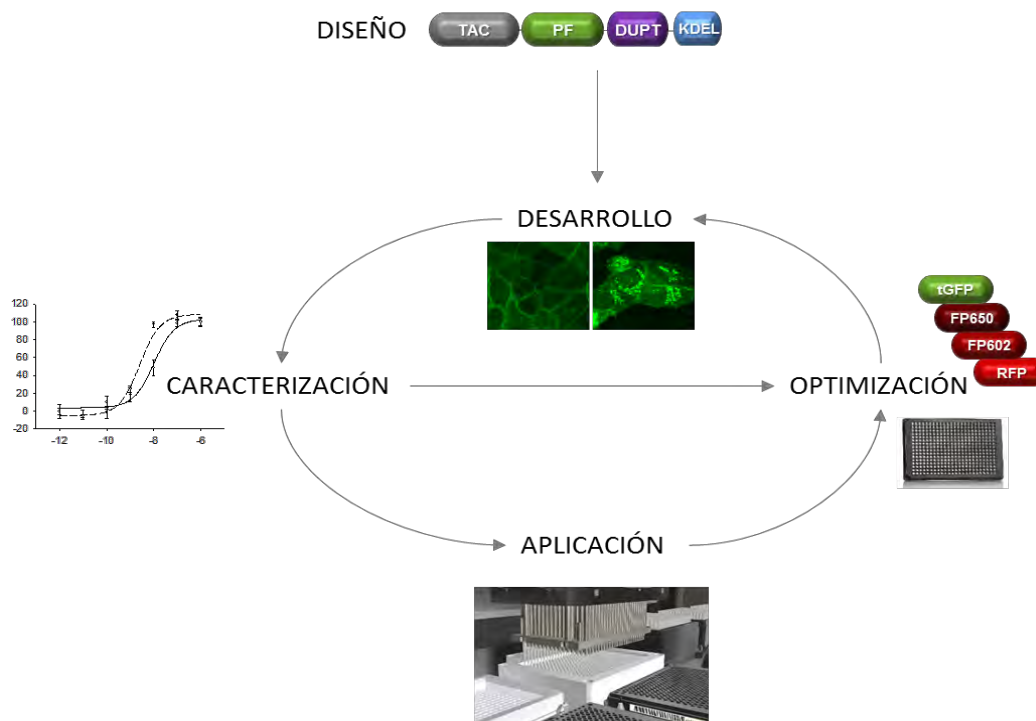 DISEÑO TAC PF DUPT KDEL
DESARROLLO
tGFP
FP650
FP602
RFP
120
100
80
60
40
20
0
-20
-12 -10 -8 -6
CARACTERIZACIÓN
OPTIMIZACIÓN
APLICACIÓN